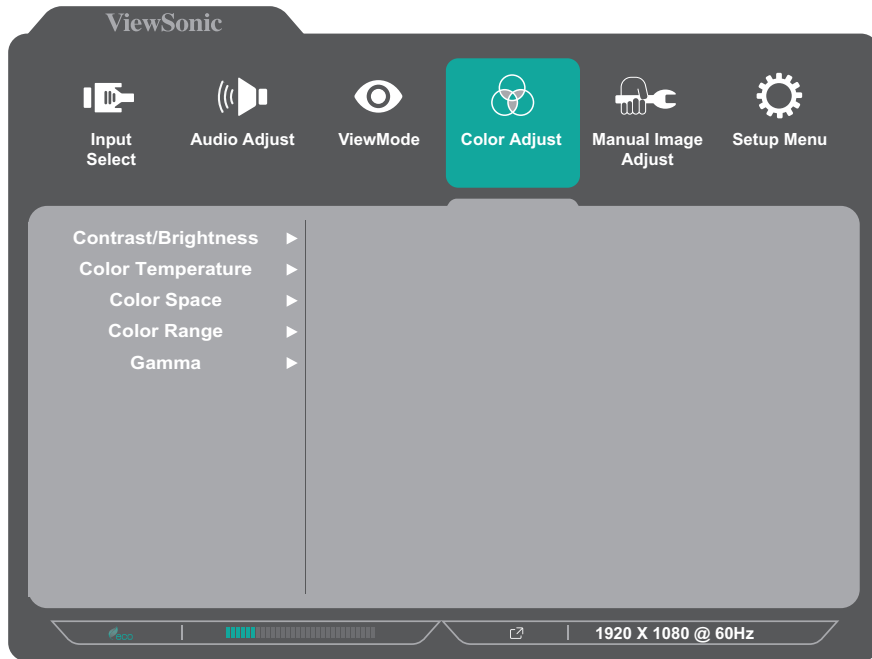 ViewSonic
Input
Select
Audio Adjust
ViewMode
Color Adjust
Manual Image
Adjust
Setup Menu
Contrast/Brightness
Color Temperature
Color Space
Color Range
Gamma
eco
1920 X 1080 @ 60Hz